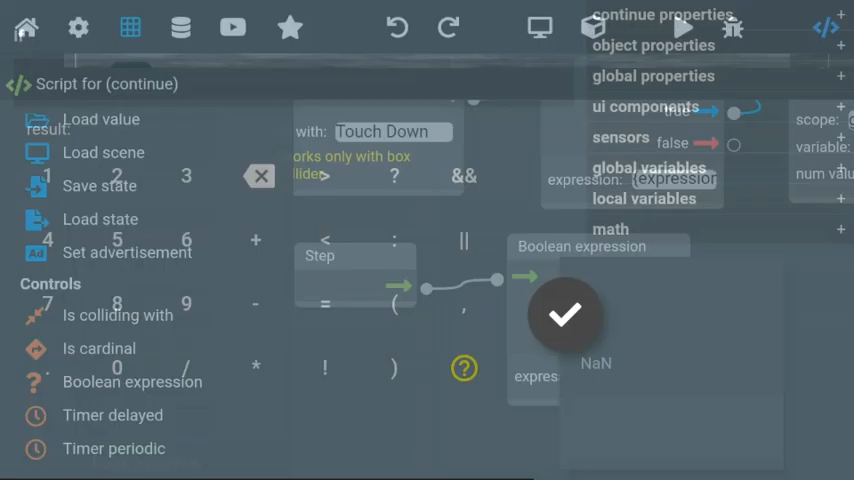 continue properties +
object properties +
</> Script for (continue)
global properties +
Load value
ui components +
true
result:
with: Touch Down
sensors +
scope:
false
Load scene
orks only with box
variable:
1 2 3 > ? &&
llider
global variables +
expression: (expression
num valu
Save state
local variables +
Load state
math +
4 5 6 + < : ||
Boolean expression
Ad Set advertisement
Step
Controls
7 8 9 - = ( ,
Is colliding with
Is cardinal
NaN
. 0 / * ! ) ?
expres
? Boolean expression
Timer delayed
Timer periodic